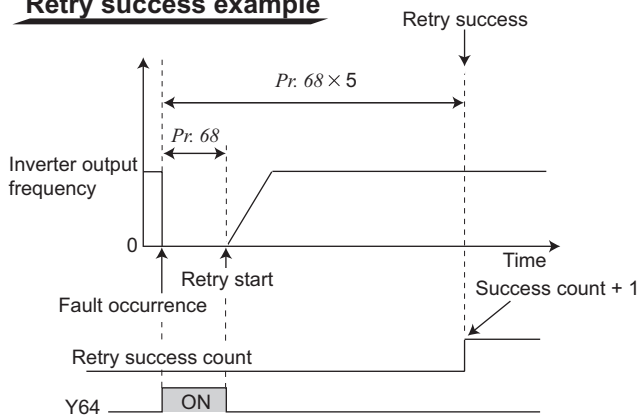 Retry success example
Retry success
Pr. 68 × 5
Pr. 68
Inverter output
frequency
0
Time
Retry start
Success count + 1
Fault occurrence
Retry success count
Y64
ON